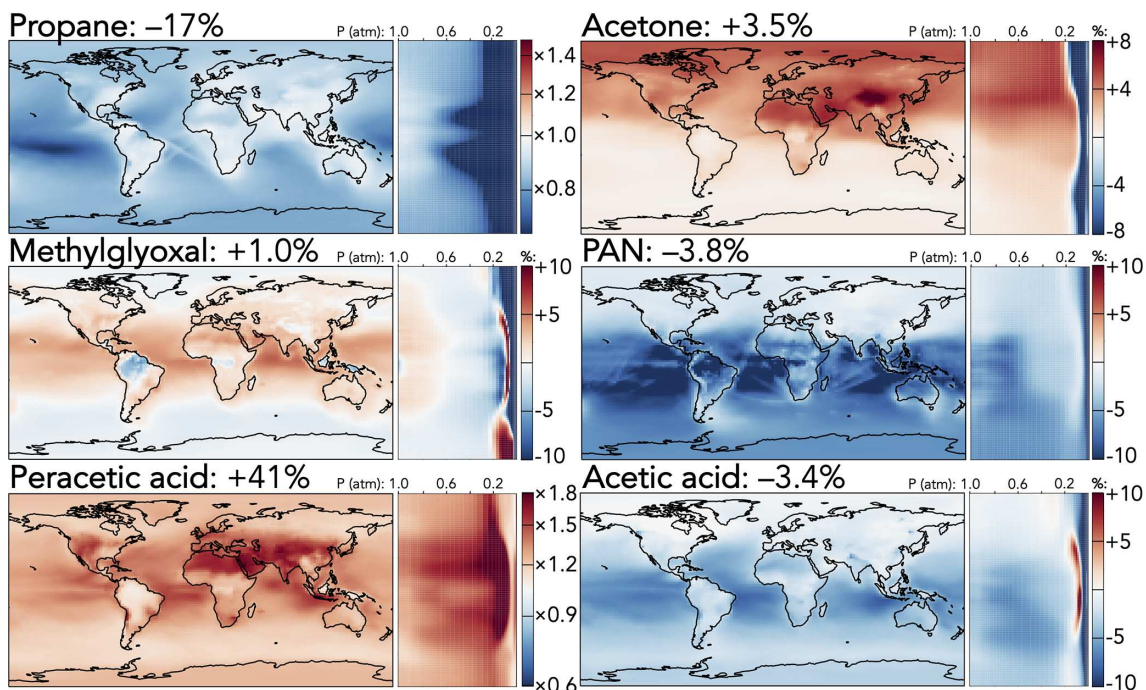 Propane: –17%
P (atm): 1.0 0.6 0.2
×1.4
×1.2
×1.0
×0.8
Acetone: +3.5%
P (atm): 1.0 0.6 0.2 %:
+8
+4
-4
-8
Methylglyoxal: +1.0%
P (atm): 1.0 0.6 0.2 %:
+10
+5
-5
-10
PAN: –3.8%
P (atm): 1.0 0.6 0.2 %:
+10
+5
-5
-10
Peracetic acid: +41%
P (atm): 1.0 0.6 0.2
×1.8
×1.5
×1.2
×0.9
×0.6
Acetic acid: –3.4%
P (atm): 1.0 0.6 0.2 %:
+10
+5
-5
-10